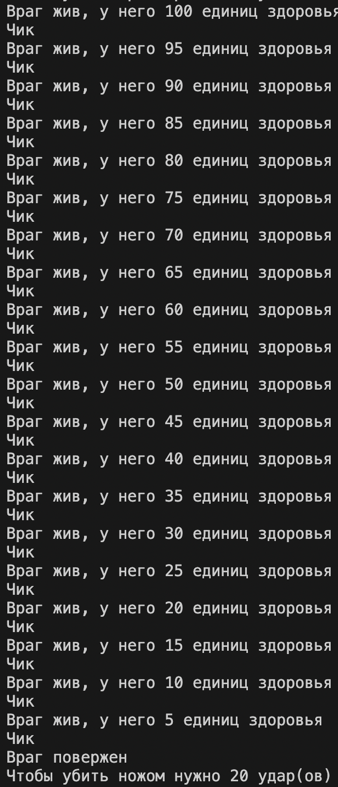 Враг жив, у него 100 единиц здоровья
Чик
Враг жив, у него 95 единиц здоровья
Чик
Враг жив, у него 90 единиц здоровья
Чик
Враг жив, у него 85 единиц здоровья
Чик
Враг жив, у него 80 единиц здоровья
Чик
Враг жив, у него 75 единиц здоровья
Чик
Враг жив, у него 70 единиц здоровья
Чик
Враг жив, у него 65 единиц здоровья
Чик
Враг жив, у него 60 единиц здоровья
Чик
Враг жив, у него 55 единиц здоровья
Чик
Враг жив, у него 50 единиц здоровья
Чик
Враг жив, у него 45 единиц здоровья
Чик
Враг жив, у него 40 единиц здоровья
Чик
Враг жив, у него 35 единиц здоровья
Чик
Враг жив, у него 30 единиц здоровья
Чик
Враг жив, у него 25 единиц здоровья
Чик
Враг жив, у него 20 единиц здоровья
Чик
Враг жив, у него 15 единиц здоровья
Чик
Враг жив, у него 10 единиц здоровья
Чик
Враг жив, у него 5 единиц здоровья
Чик
Враг повержен
Чтобы убить ножом нужно 20 удар(ов)